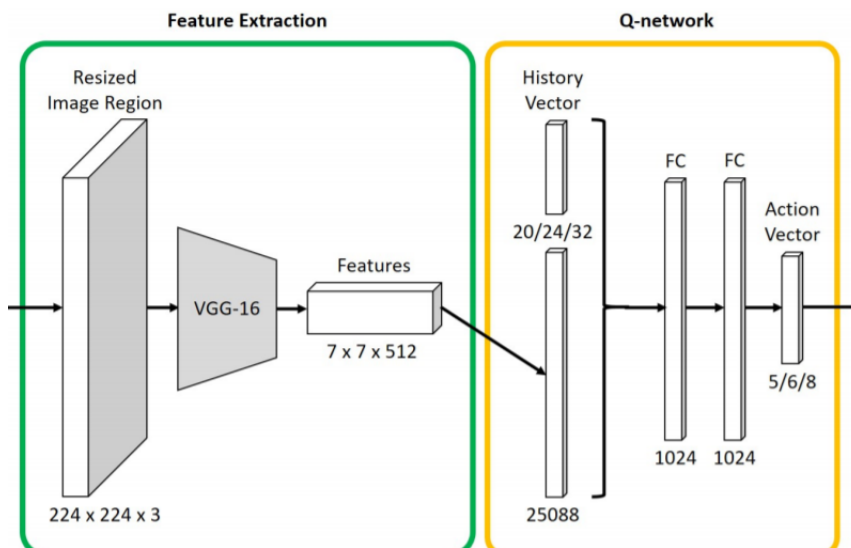 Feature Extraction
Resized
Image Region
224 x 224 x 3
VGG-16
Features
7 x 7 x 512
Q-network
History
Vector
20/24/32
25088
FC
1024
FC
1024
Action
Vector
5/6/8